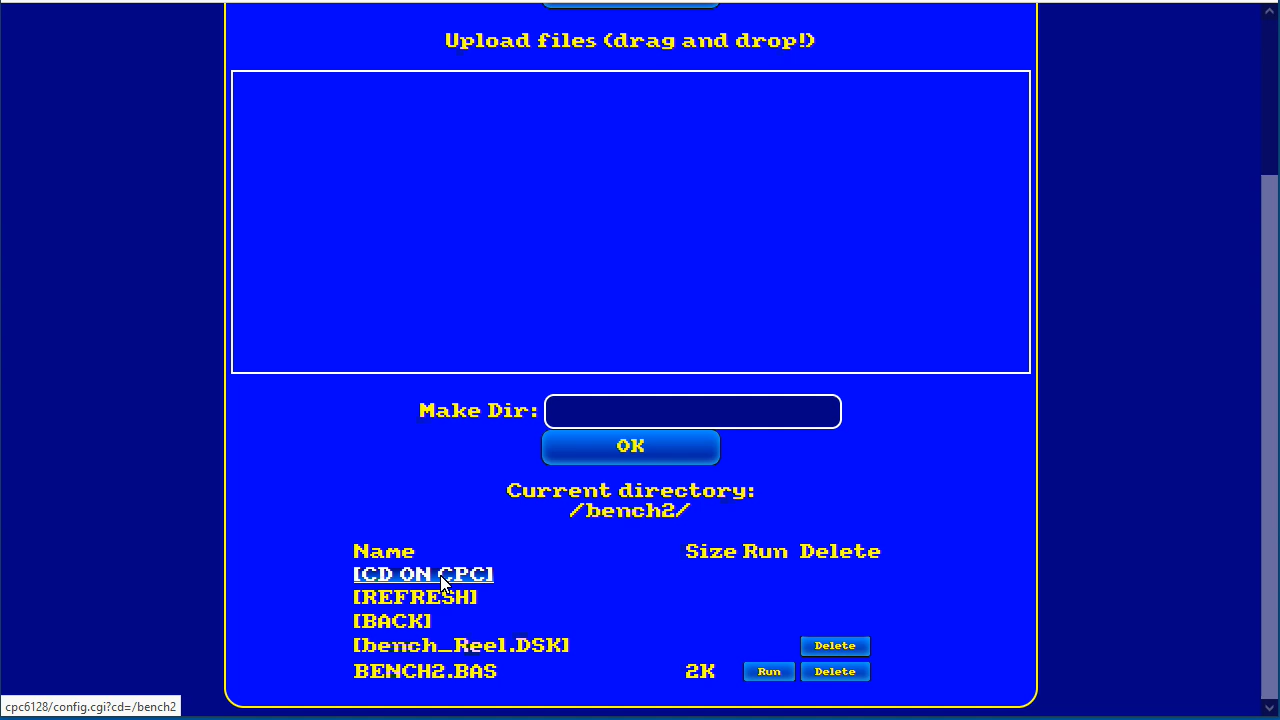 Upload files (drag and drop!)
Make Dir:
OK
Current directory:
/bench2/
Name Size Run Delete
[CD ON CPC]
[REFRESH]
[BACK]
[bench_Reel.DSK] Delete
BENCH2.BAS 2K Run Delete
cpc6128/config.cgi?cd=/bench2